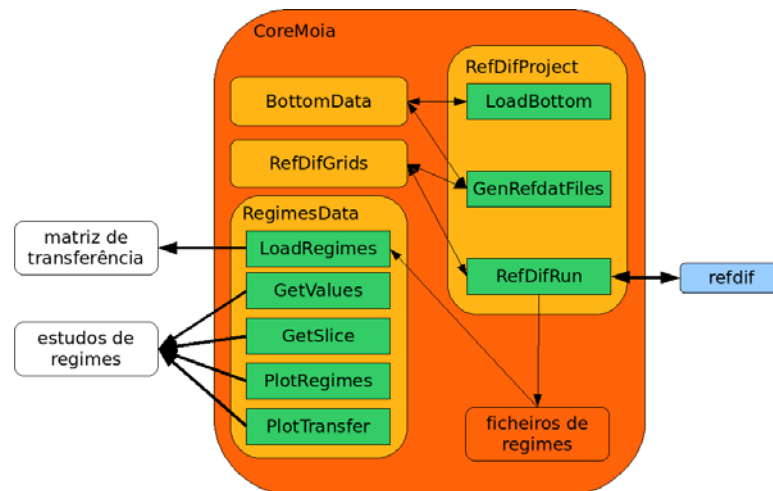 CoreMoia
BottomData
RefDifGrids
RegimesData
LoadRegimes
GetValues
GetSlice
PlotRegimes
PlotTransfer
RefDifProject
LoadBottom
GenRefdatFiles
RefDifRun
ficheiros de
regimes
matriz de
transferência
estudos de
regimes
refdif